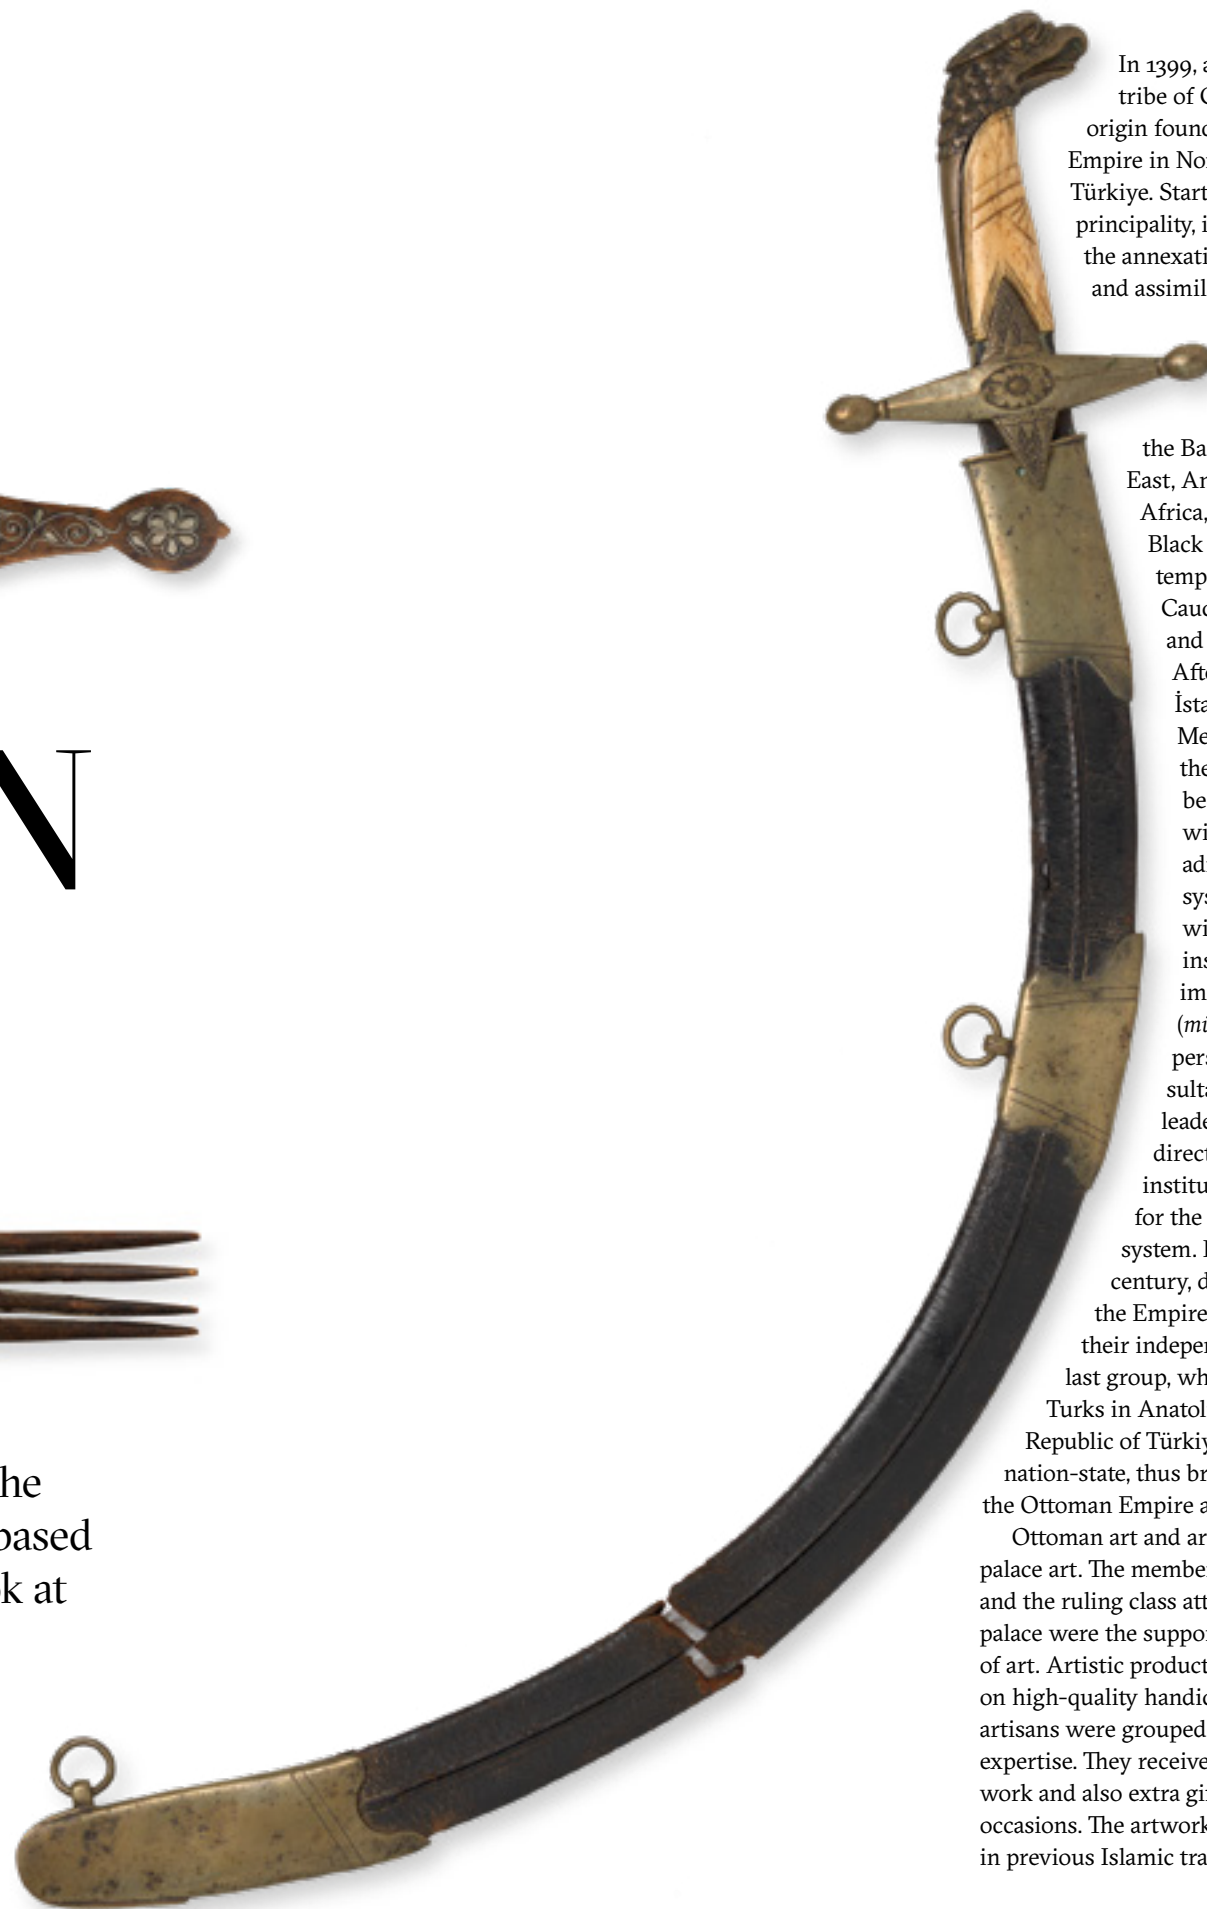 N
he
based
k at
In 1399, a
tribe of
origin foun
Empire in No
Türkiye. Start
principality, i
the annexati
and assimil
the Ba
East, An
Africa,
Black
temp
Cauc
and
Afte
İsta
Me
the
be
wi
ad
sys
wi
ins
im
(mü
pers
sulta
leade
direct
institu
for the
system.
century, d
the Empire
their indeper
last group, wh
Turks in Anatol
Republic of Türkiy
nation-state, thus br
the Ottoman Empire a
Ottoman art and ar
palace art. The member
and the ruling class att
palace were the suppor
of art. Artistic product
on high-quality handic
artisans were grouped
expertise. They receive
work and also extra gi
occasions. The artwork
in previous Islamic tra